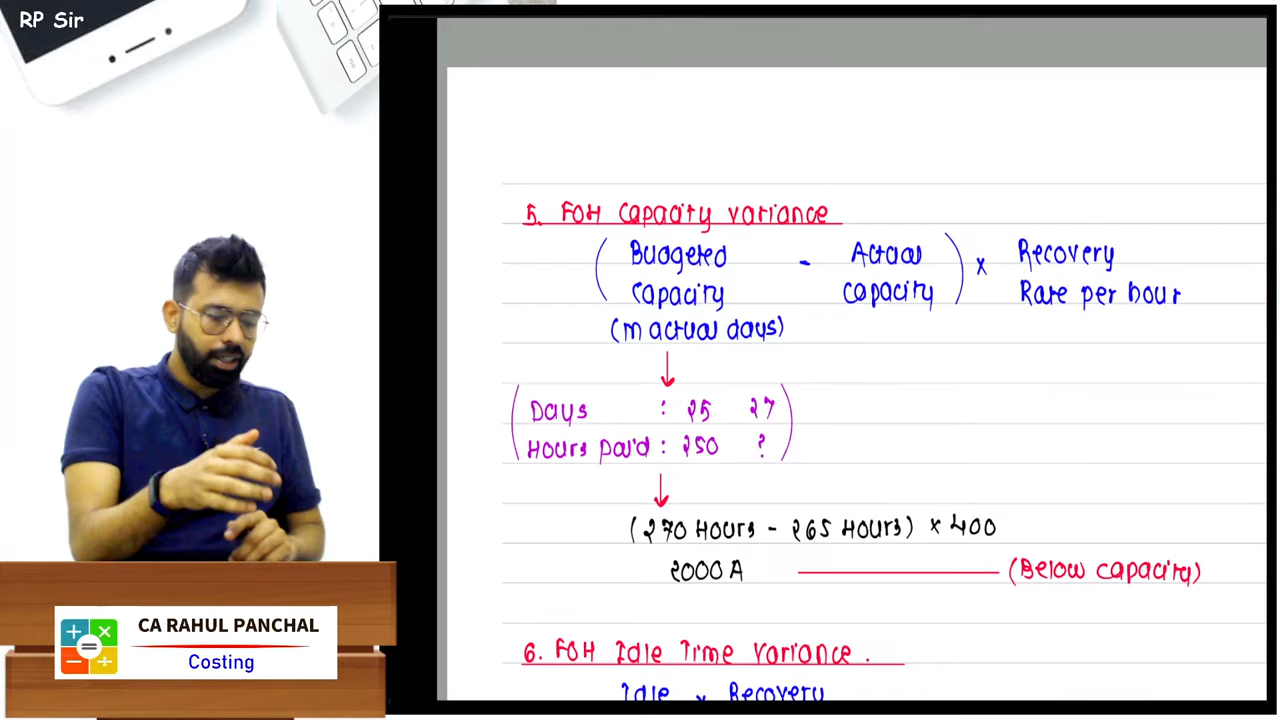 RP Sir
5. FOH Capacity variance
( Budgeted Capacity - Actual Capacity ) × Recovery Rate per hour
(in actual days)
( Days : 25 27
Hours paid : 250 ? )
(270 Hours - 265 Hours) × 400
2000 A (Below capacity)
6. FOH Idle Time Variance.
Idle × Recovery
CA RAHUL PANCHAL
Costing